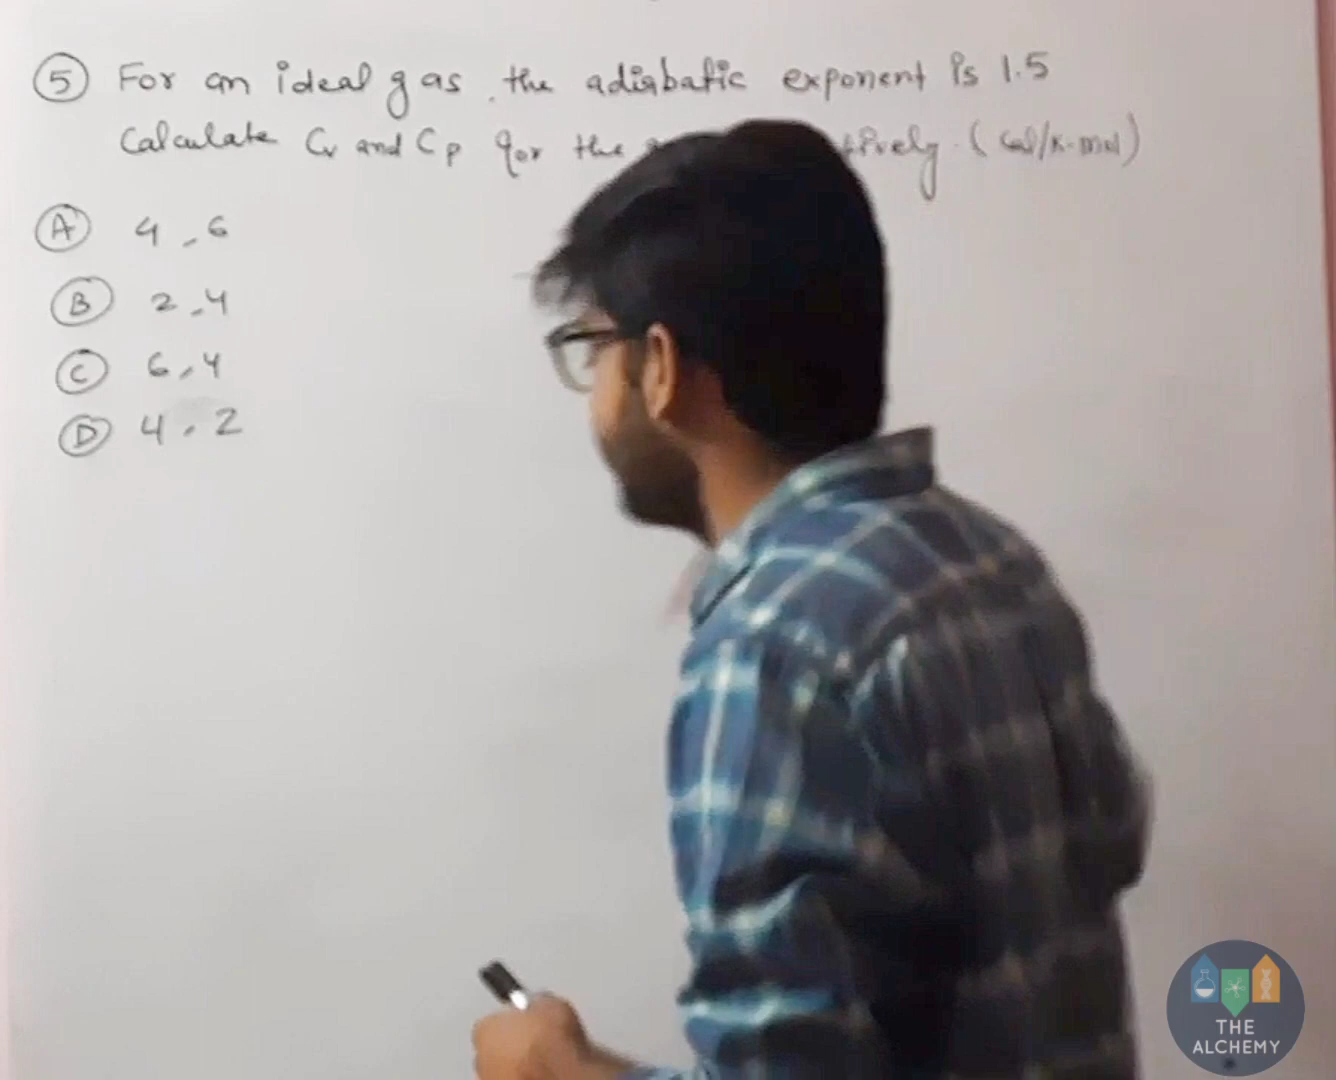 5 For an ideal gas, the adiabatic exponent is 1.5
Calculate Cv and Cp for the (Cal/K-mol)
A 4, 6
B 2, 4
C 6, 4
D 4, 2
THE
ALCHEMY